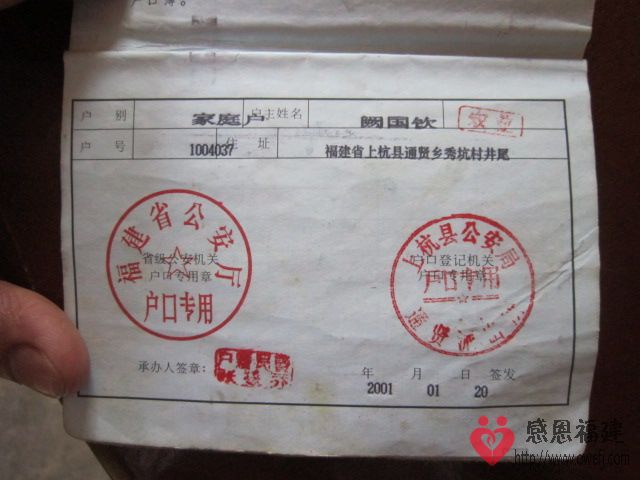 户口簿。
户 别 家庭户 户主姓名 阙国钦
户 号 1004037 住 址 福建省上杭县通贤乡秀坑村井尾
福建省公安厅
省级公安机关
户口专用章
户口专用
上杭县公安局
户口登记机关
户口专用章
户口专用
通贤
承办人签章：
年 月 日 签发
2001 01 20
感恩福建